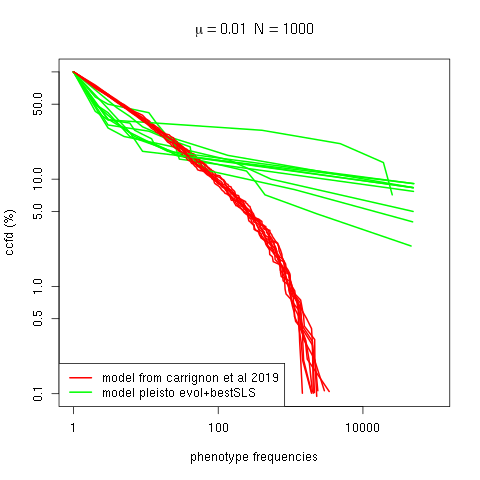 μ = 0.01 N = 1000
ccfd (%)
50.0
10.0
5.0
1.0
0.5
0.1
model from carrignon et al 2019
model pleisto evol+bestSLS
1 100 10000
phenotype frequencies